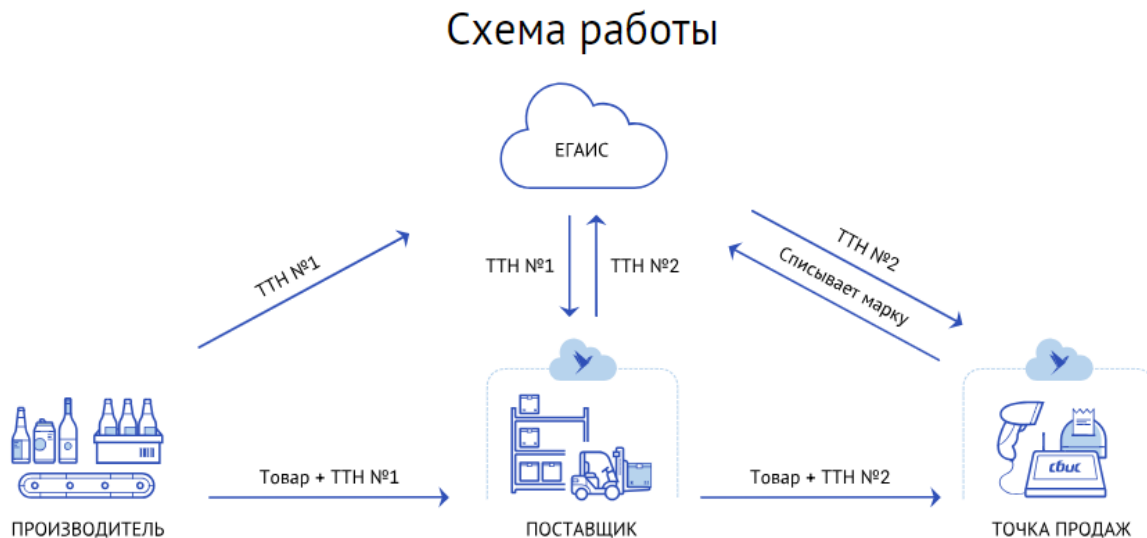 Схема работы
ЕГАИС
ТТН №1
ТТН №1
ТТН №2
ТТН №2
Списывает марку
Товар + ТТН №1
Товар + ТТН №2
сбис
ПРОИЗВОДИТЕЛЬ
ПОСТАВЩИК
ТОЧКА ПРОДАЖ